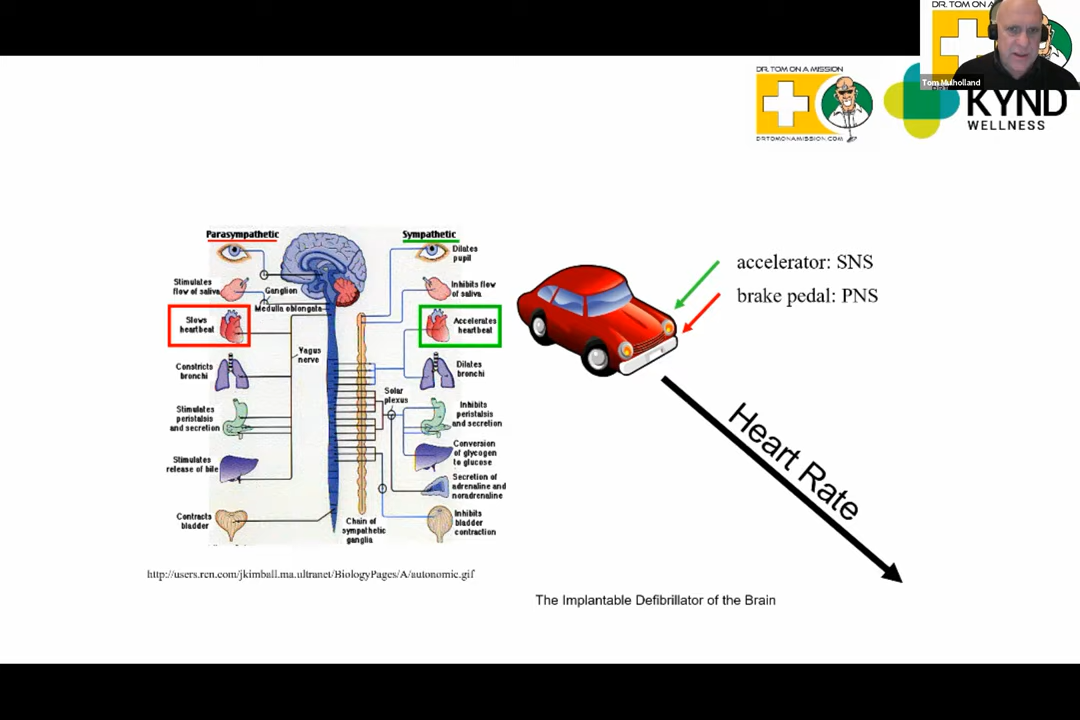 DR. TOM ON A
Tom Mulholland
DR. TOM ON A MISSION
DRTOMONAMISSION.COM
KYND
WELLNESS
Parasympathetic
Sympathetic
Dilates
pupil
Stimulates
flow of saliva
Ganglion
Medulla oblongata
Inhibits flow
of saliva
Slows
heartbeat
Accelerates
heartbeat
Vagus
nerve
Constricts
bronchi
Dilates
bronchi
Solar
plexus
Stimulates
peristalsis
and secretion
Inhibits
peristalsis
and secretion
Stimulates
release of bile
Conversion
of glycogen
to glucose
Secretion of
adrenaline and
noradrenaline
Contracts
bladder
Chain of
sympathetic
ganglia
Inhibits
bladder
contraction
http://users.rcn.com/jkimball.ma.ultranet/BiologyPages/A/autonomic.gif
accelerator: SNS
brake pedal: PNS
Heart Rate
The Implantable Defibrillator of the Brain